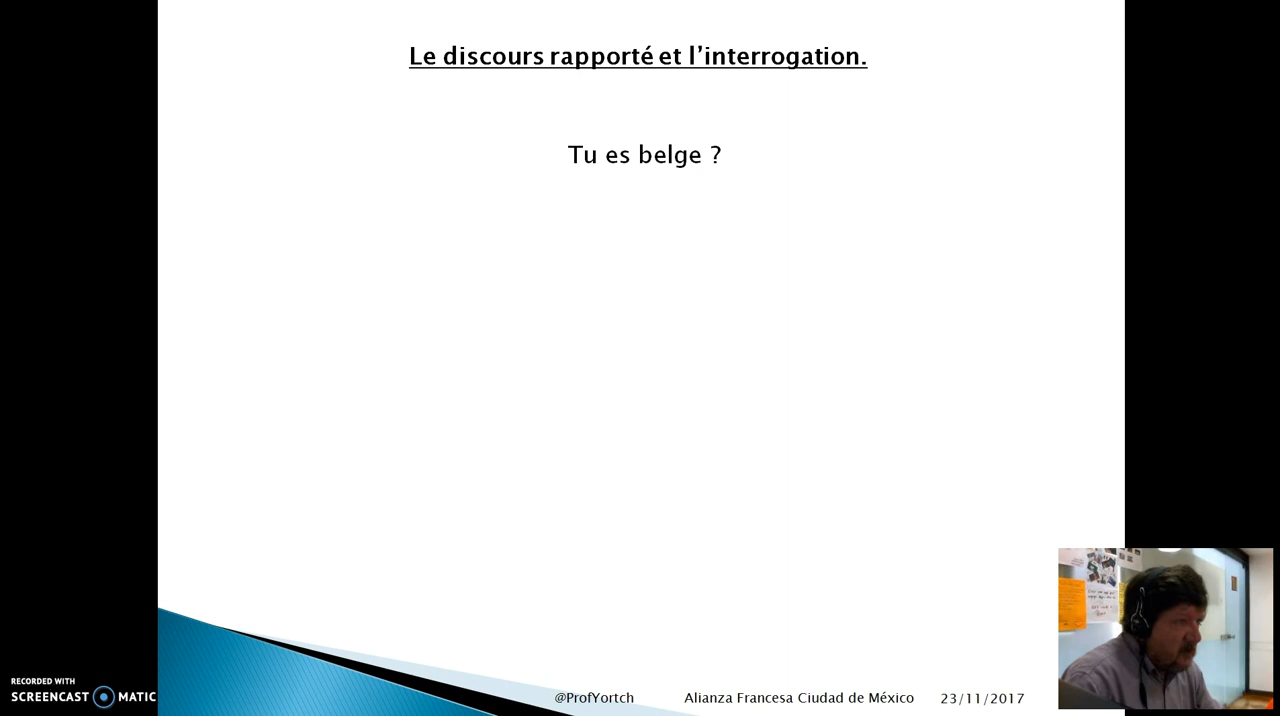 Le discours rapporté et l’interrogation.
Tu es belge ?
RECORDED WITH
SCREENCAST MATIC
@ProfYortch Alianza Francesa Ciudad de México 23/11/2017